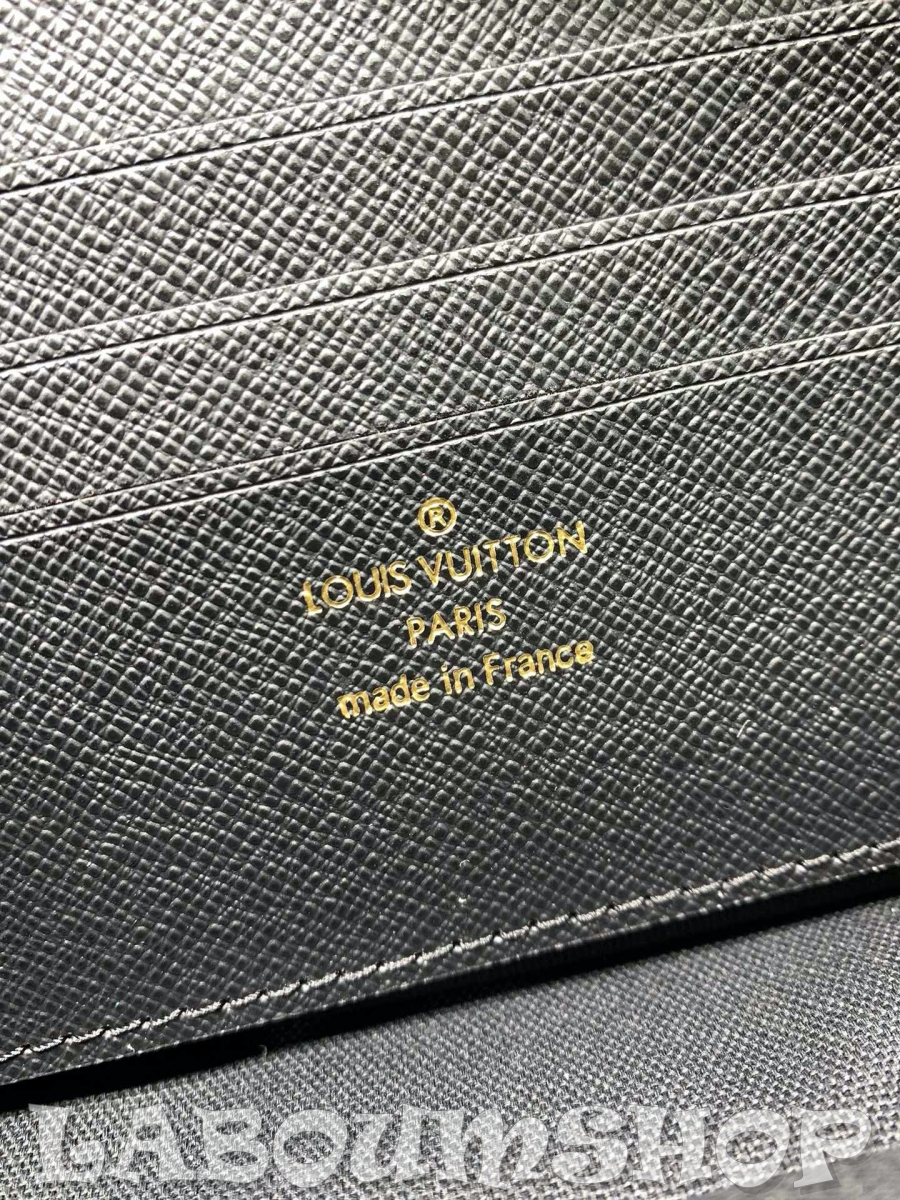 ®
LOUIS VUITTON
PARIS
made in France
LABOUMSHOP